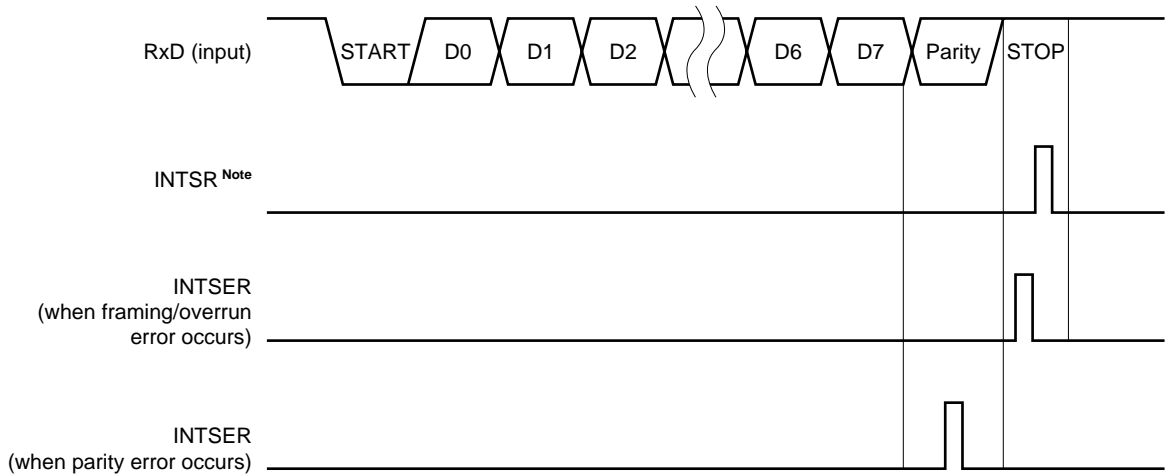 RxD (input) START D0 D1 D2 D6 D7 Parity STOP
INTSR Note
INTSER
(when framing/overrun
error occurs)
INTSER
(when parity error occurs)